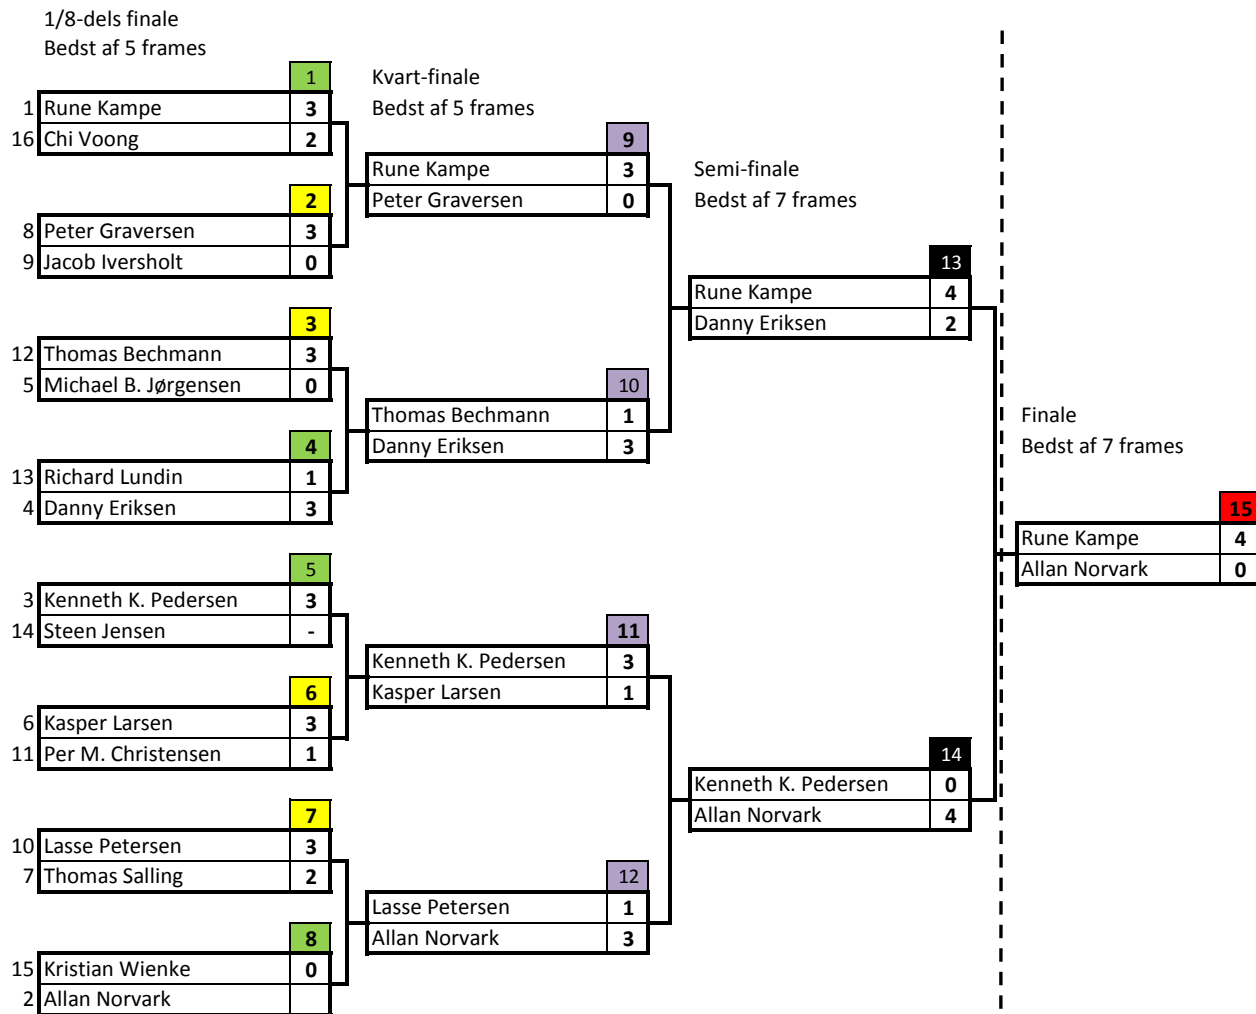 1/8-dels finale
Bedst af 5 frames
1
1 Rune Kampe 3
16 Chi Voong 2
2
8 Peter Graversen 3
9 Jacob Iversholt 0
3
12 Thomas Bechmann 3
5 Michael B. Jørgensen 0
4
13 Richard Lundin 1
4 Danny Eriksen 3
5
3 Kenneth K. Pedersen 3
14 Steen Jensen -
6
6 Kasper Larsen 3
11 Per M. Christensen 1
7
10 Lasse Petersen 3
7 Thomas Salling 2
8
15 Kristian Wienke 0
2 Allan Norvark
Kvart-finale
Bedst af 5 frames
9
Rune Kampe 3
Peter Graversen 0
10
Thomas Bechmann 1
Danny Eriksen 3
11
Kenneth K. Pedersen 3
Kasper Larsen 1
12
Lasse Petersen 1
Allan Norvark 3
Semi-finale
Bedst af 7 frames
13
Rune Kampe 4
Danny Eriksen 2
14
Kenneth K. Pedersen 0
Allan Norvark 4
Finale
Bedst af 7 frames
15
Rune Kampe 4
Allan Norvark 0